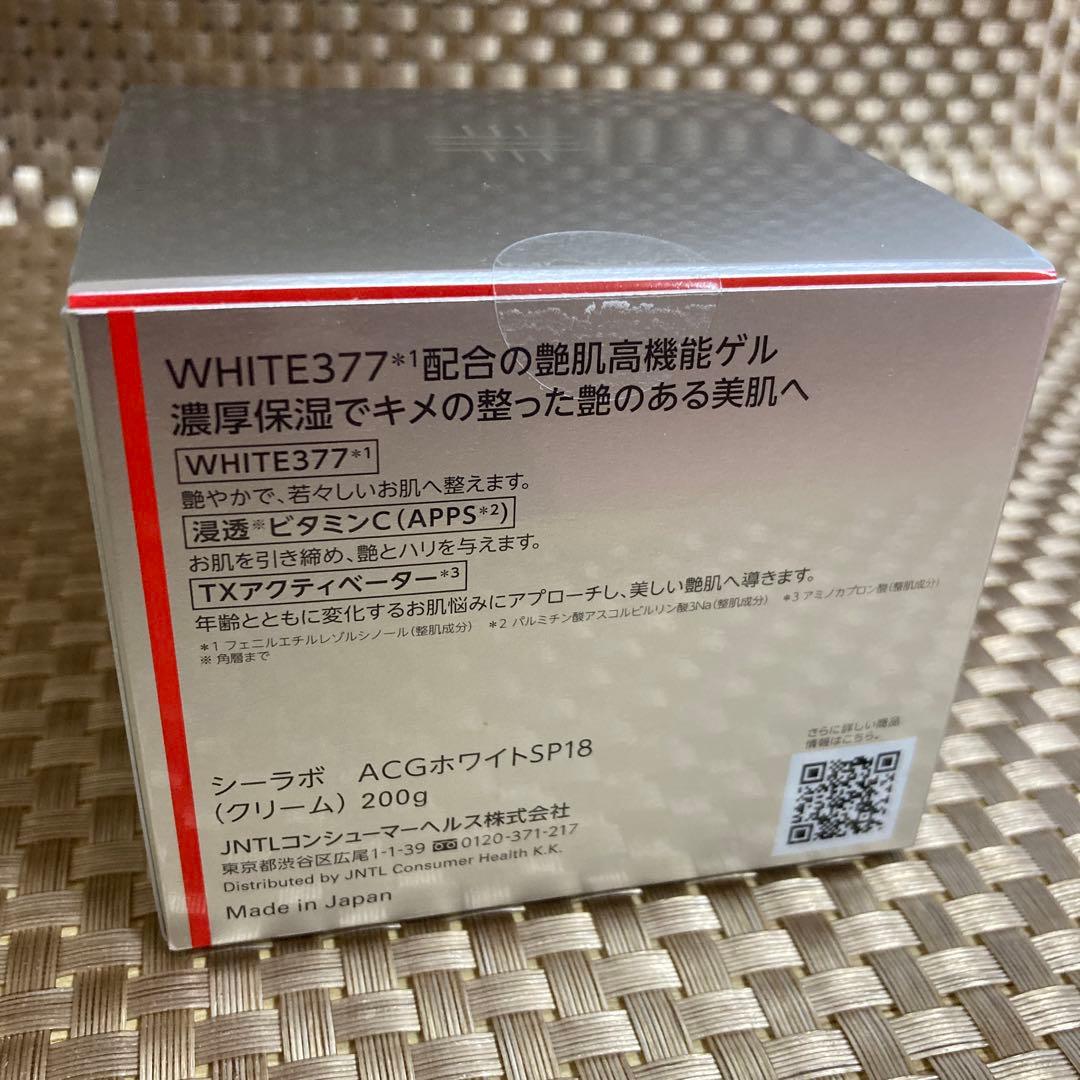 WHITE377*1配合の艶肌高機能ゲル
濃厚保湿でキメの整った艶のある美肌へ
WHITE377*1
艶やかで、若々しいお肌へ整えます。
浸透※ビタミンC(APPS*2)
お肌を引き締め、艶とハリを与えます。
TXアクティベーター*3
年齢とともに変化するお肌悩みにアプローチし、美しい艶肌へ導きます。
*1 フェニルエチルレゾルシノール(整肌成分) *2 パルミチン酸アスコルビルリン酸3Na(整肌成分) *3 アミノカプロン酸(整肌成分)
※ 角層まで
さらに詳しい商品
情報はこちら。
シーラボ ACGホワイトSP18
(クリーム) 200g
JNTLコンシューマーヘルス株式会社
東京都渋谷区広尾1-1-39 0120-371-217
Distributed by JNTL Consumer Health K.K.
Made in Japan